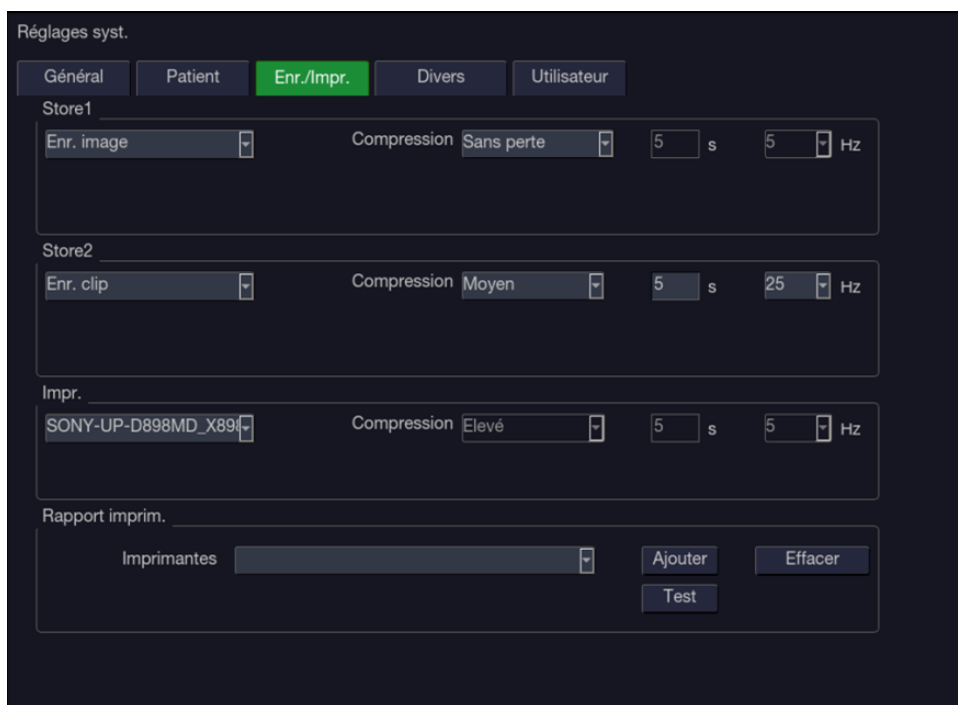 Réglages syst.
Général Patient Enr./Impr. Divers Utilisateur
Store1
Enr. image Compression Sans perte 5 s 5 Hz
Store2
Enr. clip Compression Moyen 5 s 25 Hz
Impr.
SONY-UP-D898MD_X898 Compression Elevé 5 s 5 Hz
Rapport imprim.
Imprimantes Ajouter Effacer
Test